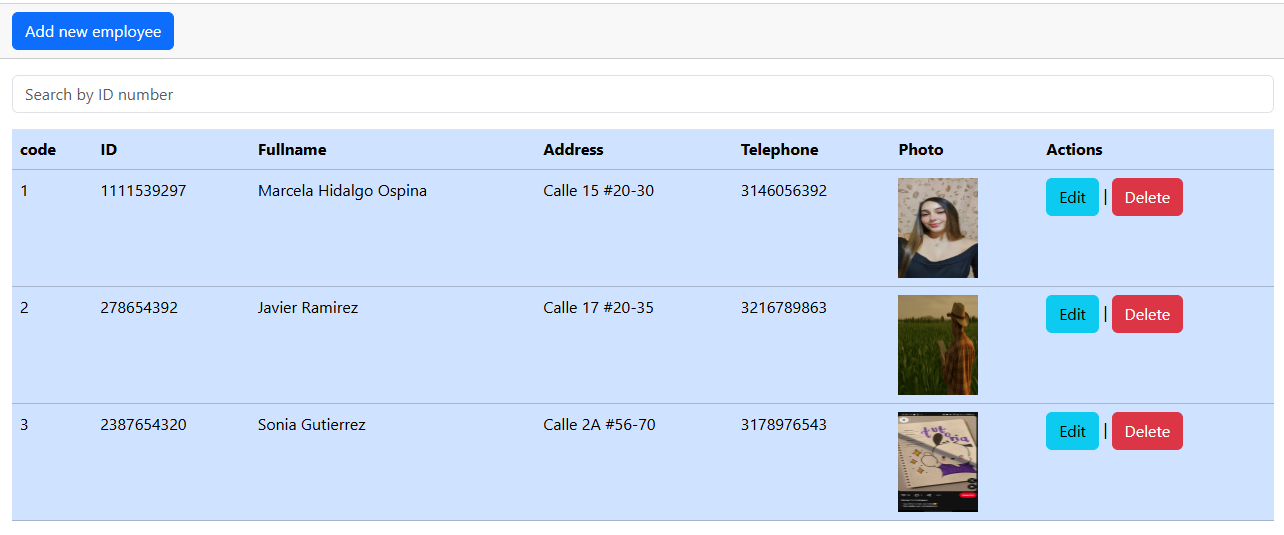 Add new employee
Search by ID number
code ID Fullname Address Telephone Photo Actions
1 1111539297 Marcela Hidalgo Ospina Calle 15 #20-30 3146056392 Edit | Delete
2 278654392 Javier Ramirez Calle 17 #20-35 3216789863 Edit | Delete
3 2387654320 Sonia Gutierrez Calle 2A #56-70 3178976543 Edit | Delete